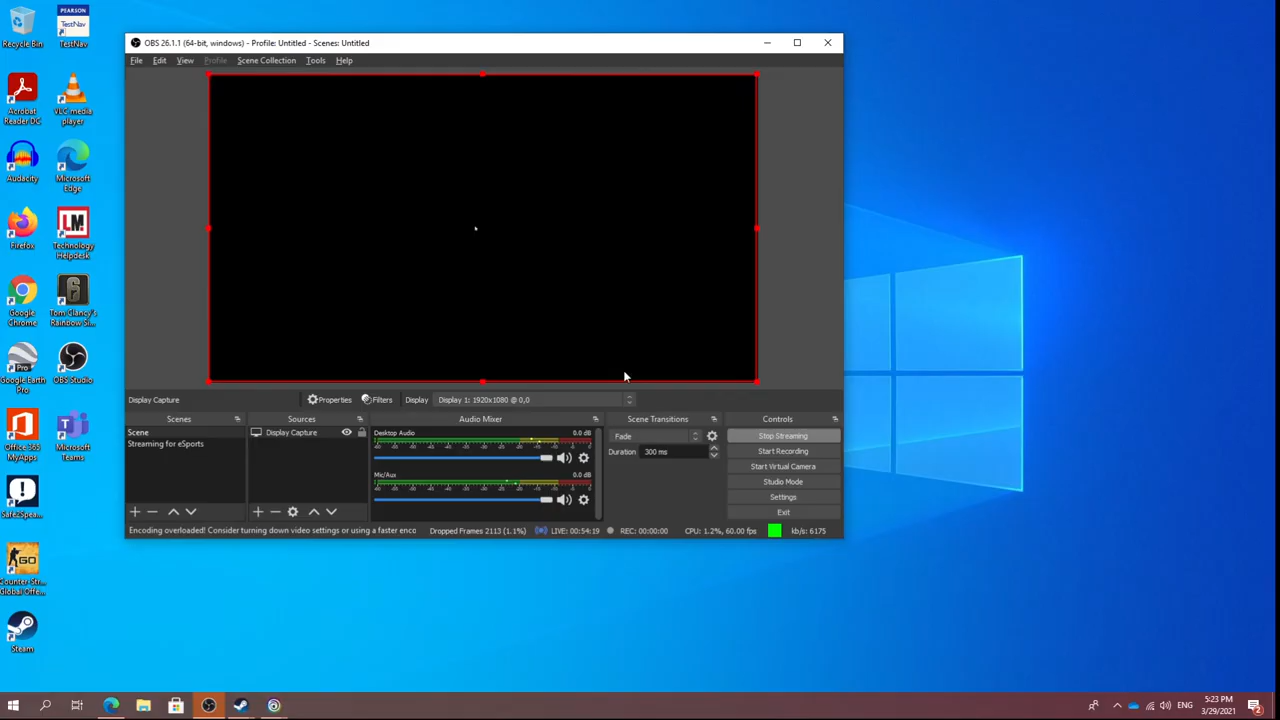 Recycle Bin
PEARSON
TestNav
TestNav
Acrobat
Reader DC
VLC media
player
Audacity
Microsoft
Edge
Firefox
LM
Technology
Helpdesk
Google
Chrome
Tom Clancy's
Rainbow Si...
Pro
Google Earth
Pro
OBS Studio
Office 365
MyApps
Microsoft
Teams
Safe2Spea...
GO
Counter-Str...
Global Offe...
Steam
OBS 26.1.1 (64-bit, windows) - Profile: Untitled - Scenes: Untitled
File Edit View Profile Scene Collection Tools Help
Display Capture Properties Filters Display Display 1: 1920x1080 @ 0,0
Scenes Sources Audio Mixer Scene Transitions Controls
Scene
Streaming for eSports
Display Capture
Desktop Audio 0.0 dB
Mic/Aux 0.0 dB
Fade
Duration 300 ms
Stop Streaming
Start Recording
Start Virtual Camera
Studio Mode
Settings
Exit
Encoding overloaded! Consider turning down video settings or using a faster enco Dropped Frames 2113 (1.1%) LIVE: 00:54:19 REC: 00:00:00 CPU: 1.2%, 60.00 fps kb/s: 6175
ENG
5:23 PM
3/29/2021
2